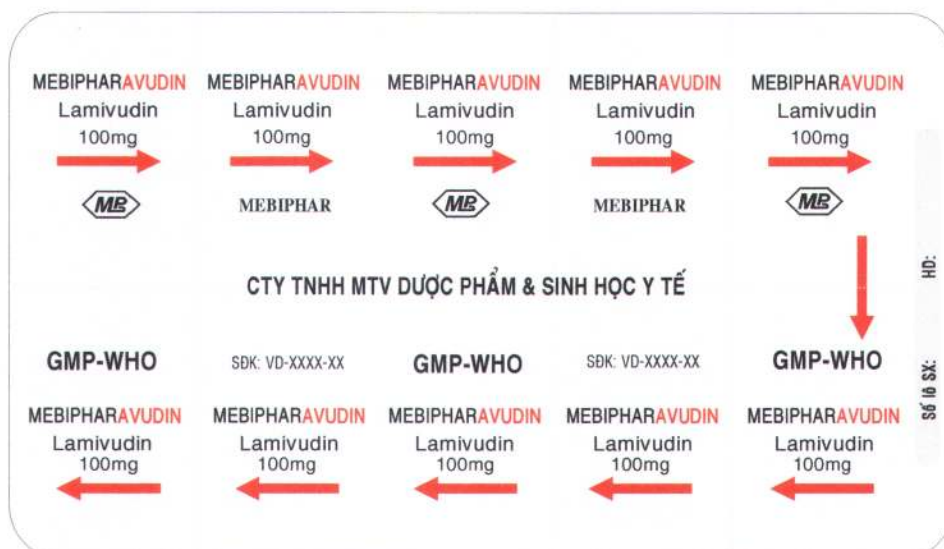 MEBIPHARAVUDIN MEBIPHARAVUDIN MEBIPHARAVUDIN MEBIPHARAVUDIN MEBIPHARAVUDIN
Lamivudin Lamivudin Lamivudin Lamivudin Lamivudin
100mg 100mg 100mg 100mg 100mg
MB MEBIPHAR MB MEBIPHAR MB
CTY TNHH MTV DƯỢC PHẨM & SINH HỌC Y TẾ
GMP-WHO SĐK: VD-XXXX-XX GMP-WHO SĐK: VD-XXXX-XX GMP-WHO
MEBIPHARAVUDIN MEBIPHARAVUDIN MEBIPHARAVUDIN MEBIPHARAVUDIN MEBIPHARAVUDIN
Lamivudin Lamivudin Lamivudin Lamivudin Lamivudin
100mg 100mg 100mg 100mg 100mg
Số lô SX: HD: